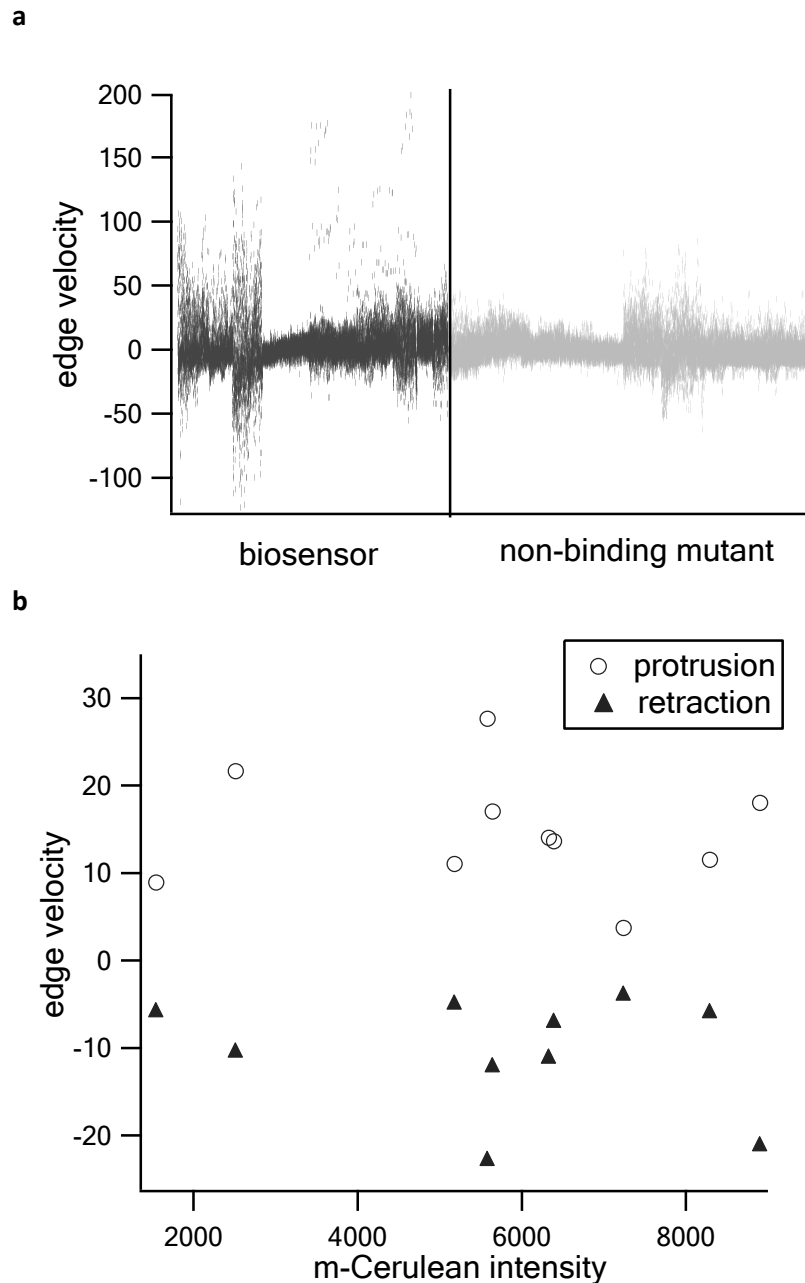 a
200
150
100
50
0
-50
-100
edge velocity
biosensor
non-binding mutant
b
protrusion
retraction
30
20
10
0
-10
-20
edge velocity
2000 4000 6000 8000
m-Cerulean intensity